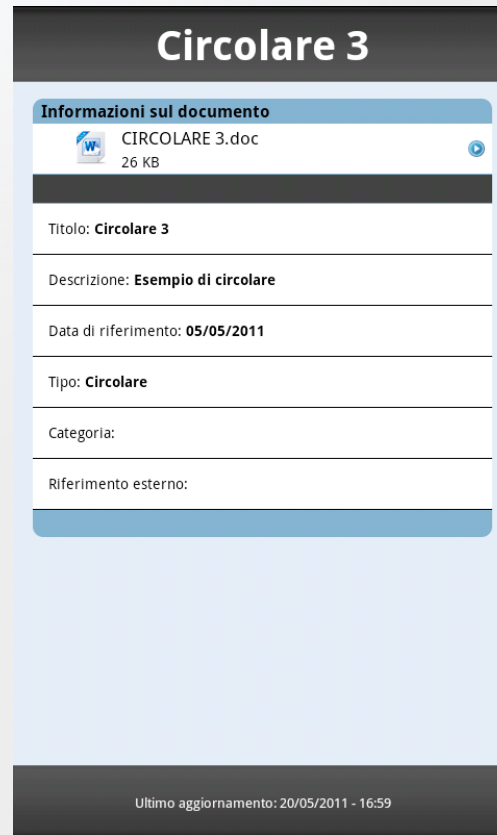 Circolare 3
Informazioni sul documento
CIRCOLARE 3.doc
26 KB
Titolo: Circolare 3
Descrizione: Esempio di circolare
Data di riferimento: 05/05/2011
Tipo: Circolare
Categoria:
Riferimento esterno:
Ultimo aggiornamento: 20/05/2011 - 16:59